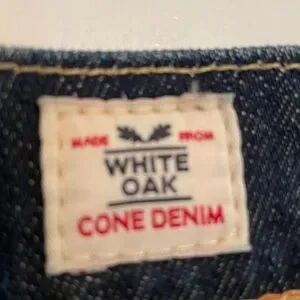 MADE FROM
WHITE
OAK
CONE DENIM